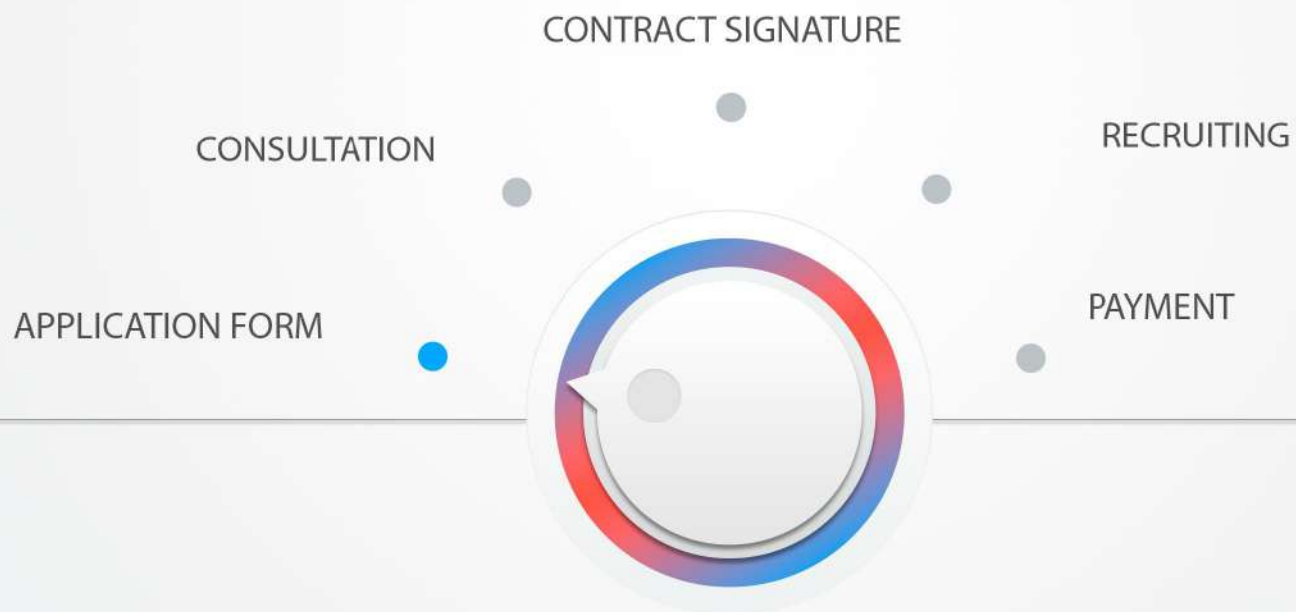 CONTRACT SIGNATURE
CONSULTATION
RECRUITING
APPLICATION FORM
PAYMENT